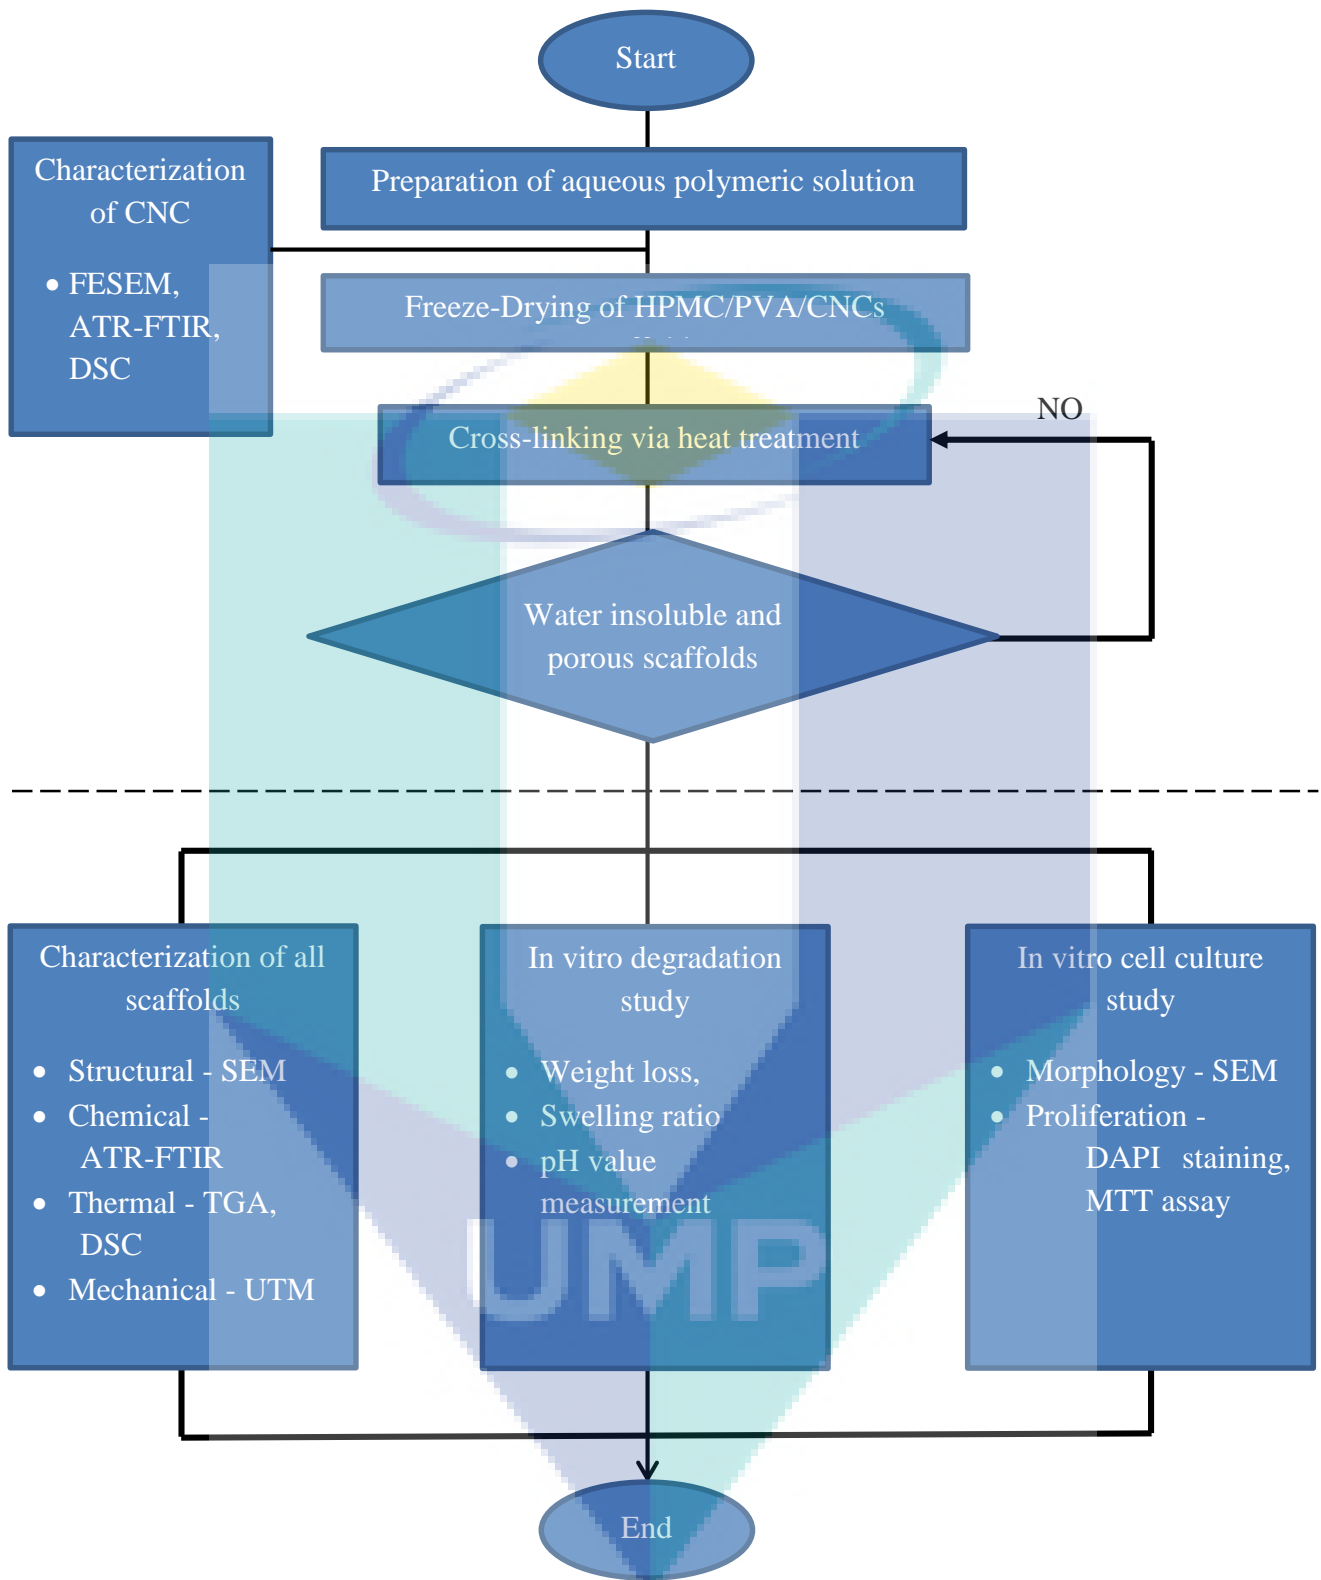 Start
Characterization
of CNC
• FESEM,
ATR-FTIR,
DSC
Preparation of aqueous polymeric solution
Freeze-Drying of HPMC/PVA/CNCs
NO
Cross-linking via heat treatment
Water insoluble and
porous scaffolds
Characterization of all
scaffolds
• Structural - SEM
• Chemical -
ATR-FTIR
• Thermal - TGA,
DSC
• Mechanical - UTM
In vitro degradation
study
• Weight loss,
• Swelling ratio
• pH value
measurement
In vitro cell culture
study
• Morphology - SEM
• Proliferation -
DAPI staining,
MTT assay
UMP
End